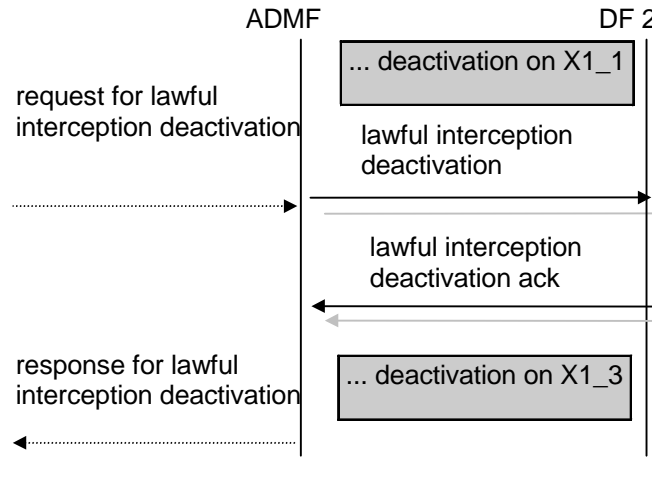 ADMF
DF 2
... deactivation on X1_1
request for lawful
interception deactivation
lawful interception
deactivation
lawful interception
deactivation ack
response for lawful
interception deactivation
... deactivation on X1_3